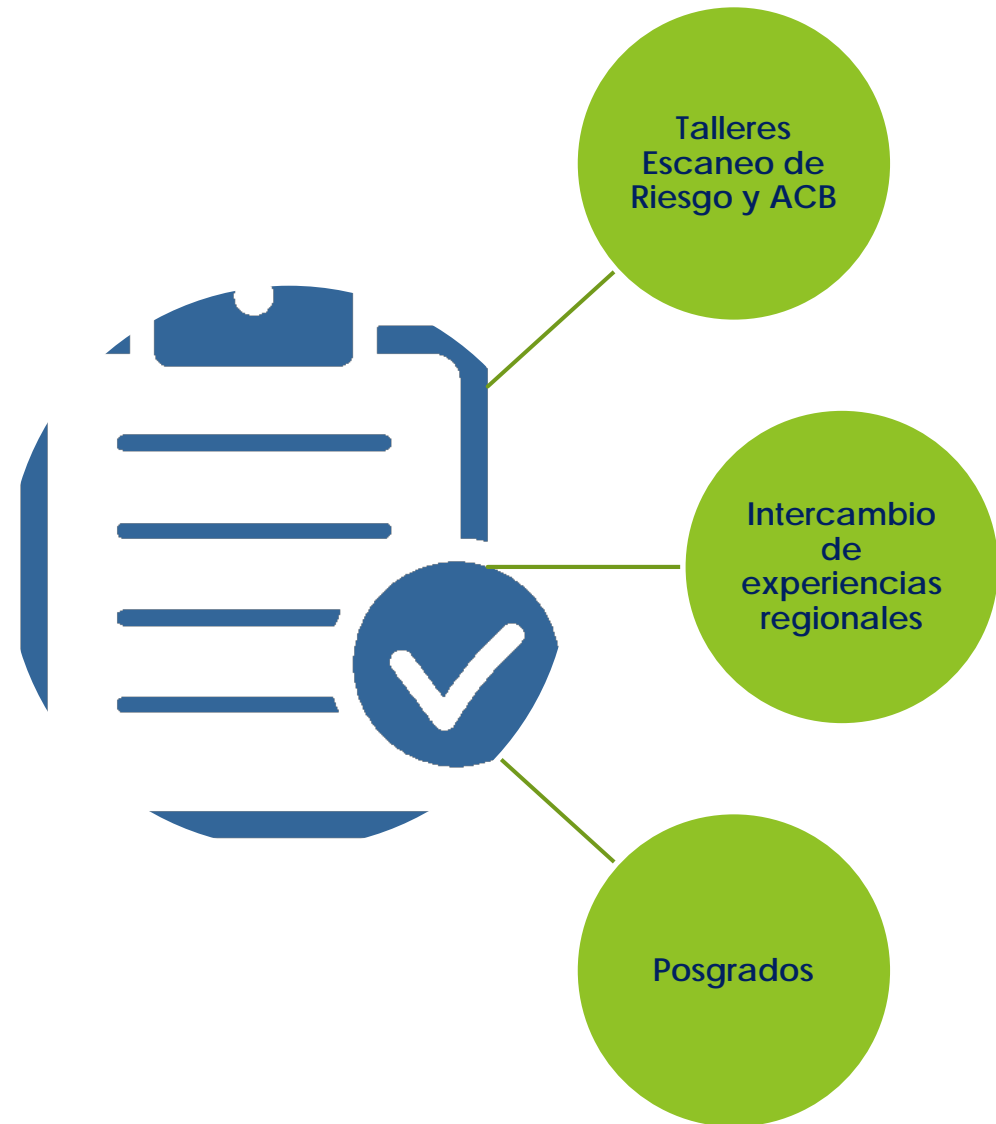 Talleres
Escaneo de
Riesgo y ACB
Intercambio
de
experiencias
regionales
Posgrados